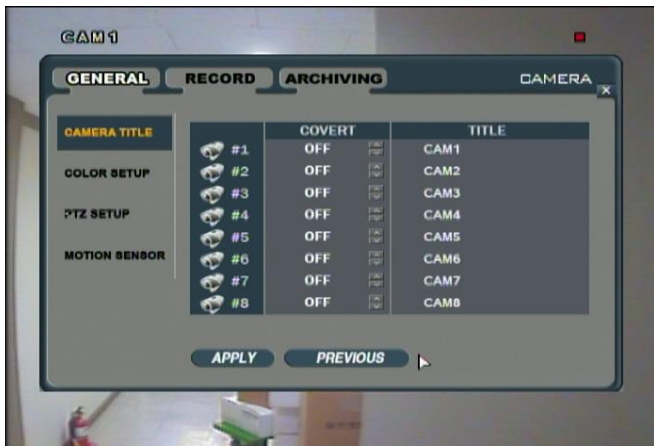 CAM 1
GENERAL RECORD ARCHIVING CAMERA
CAMERA TITLE
COLOR SETUP
PTZ SETUP
MOTION SENSOR
COVERT TITLE
#1 OFF CAM1
#2 OFF CAM2
#3 OFF CAM3
#4 OFF CAM4
#5 OFF CAM5
#6 OFF CAM6
#7 OFF CAM7
#8 OFF CAM8
APPLY PREVIOUS